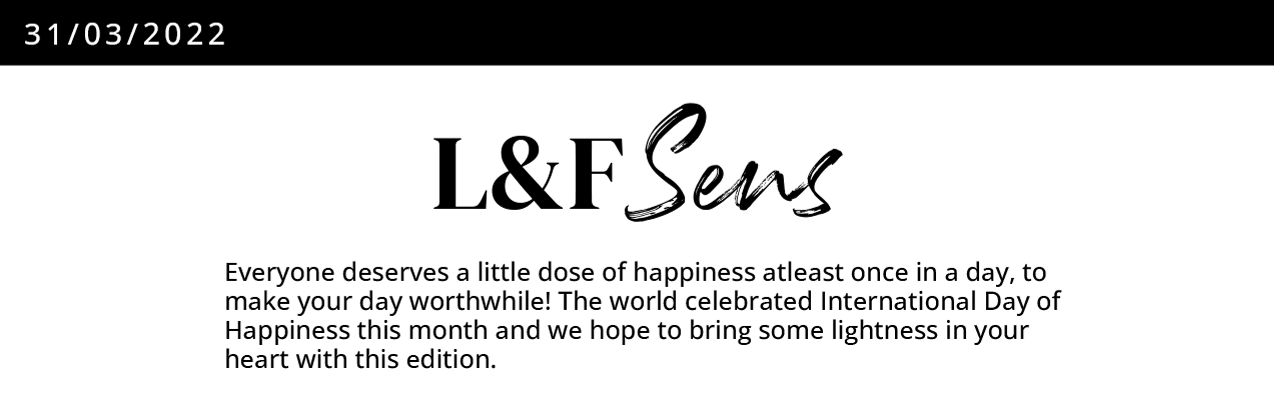 31/03/2022
L&F Sens
Everyone deserves a little dose of happiness atleast once in a day, to
make your day worthwhile! The world celebrated International Day of
Happiness this month and we hope to bring some lightness in your
heart with this edition.